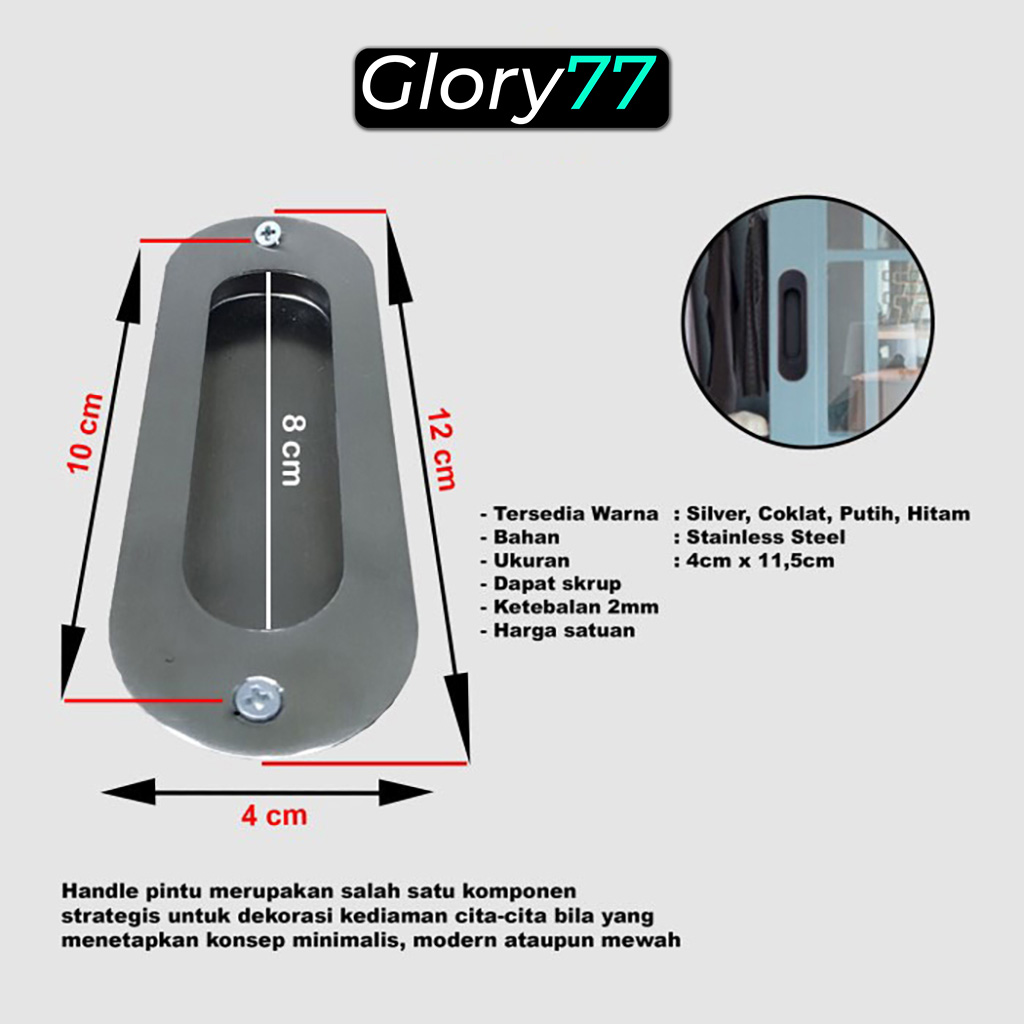 Glory77
10 cm
8 cm
12 cm
4 cm
- Tersedia Warna : Silver, Coklat, Putih, Hitam
- Bahan : Stainless Steel
- Ukuran : 4cm x 11,5cm
- Dapat skrup
- Ketebalan 2mm
- Harga satuan
Handle pintu merupakan salah satu komponen
strategis untuk dekorasi kediaman cita-cita bila yang
menetapkan konsep minimalis, modern ataupun mewah